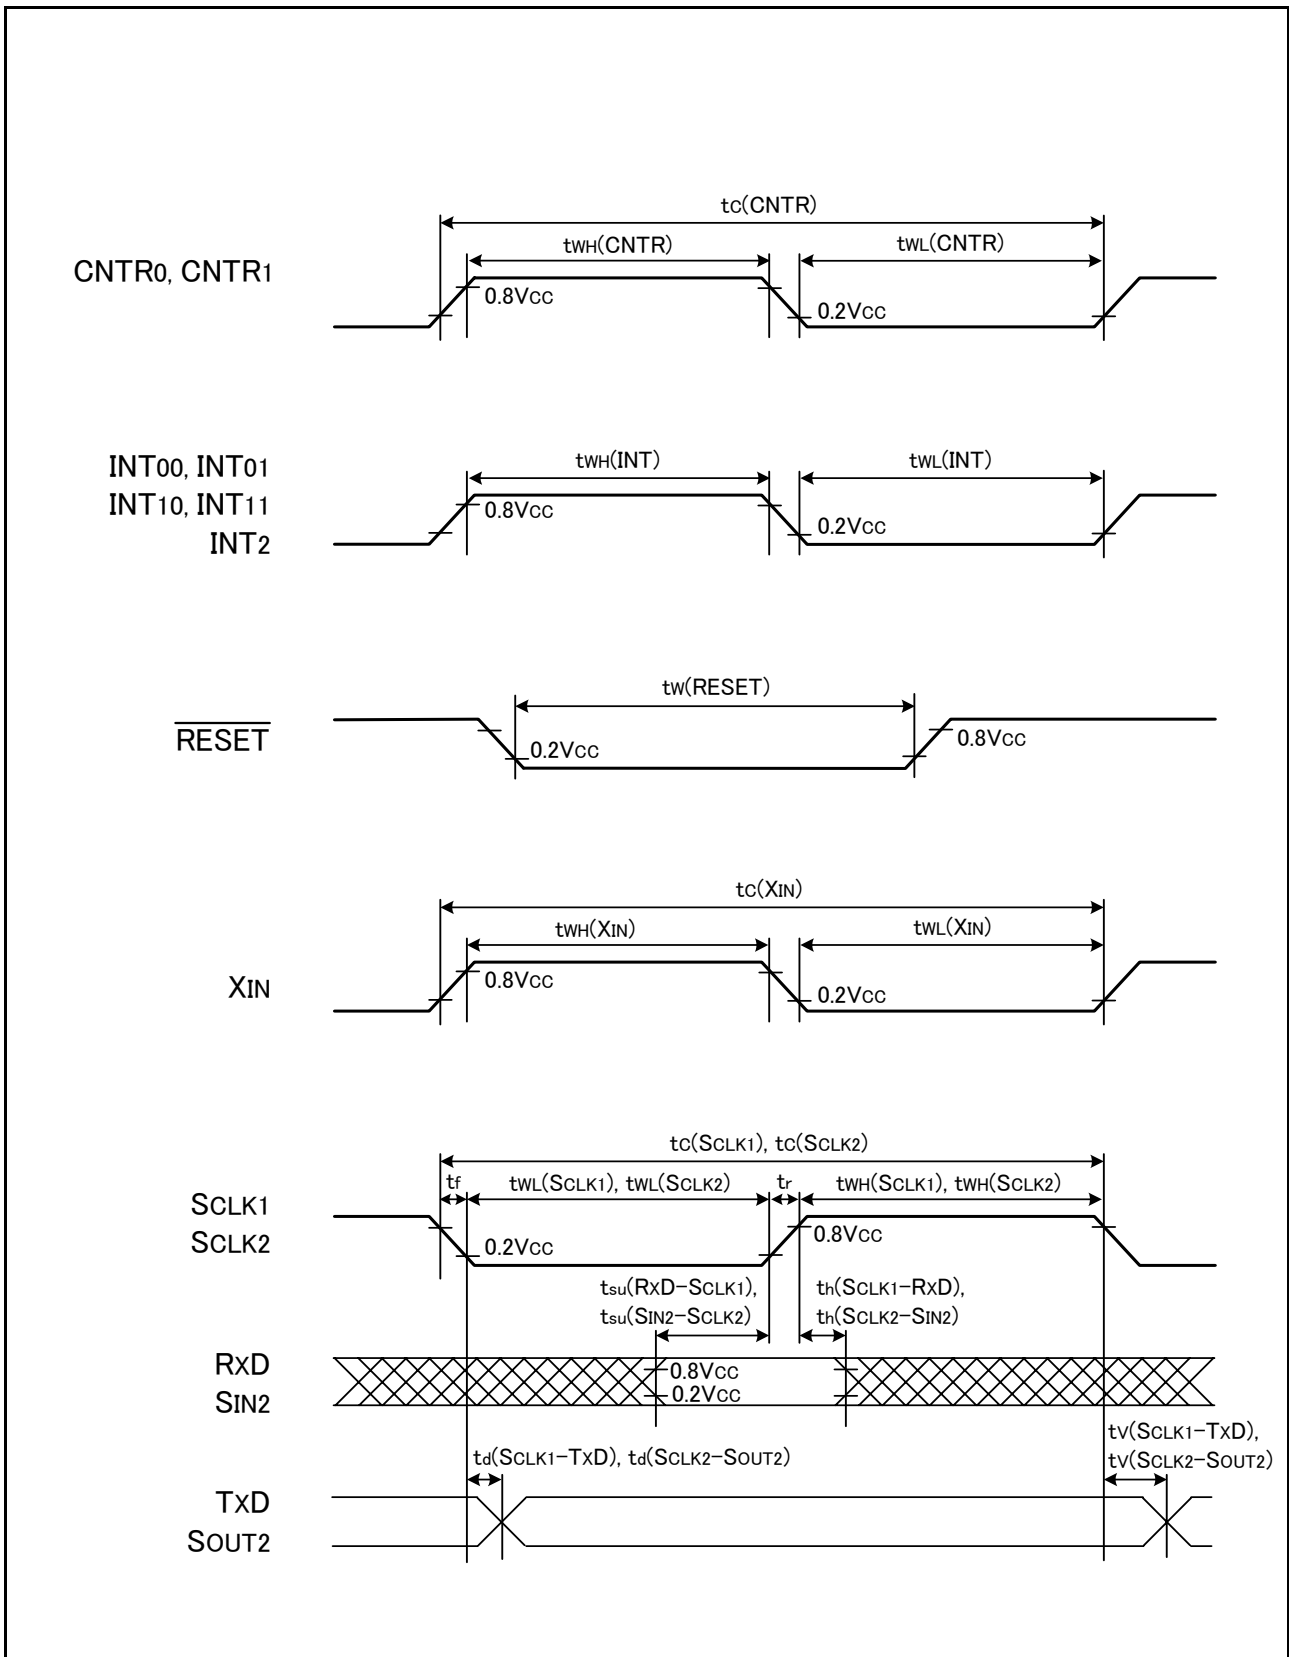 tC(CNTR)
tWH(CNTR)
tWL(CNTR)
CNTR0, CNTR1
0.8VCC
0.2VCC
INT00, INT01
INT10, INT11
INT2
tWH(INT)
tWL(INT)
0.8VCC
0.2VCC
tW(RESET)
RESET
0.2VCC
0.8VCC
tC(XIN)
tWH(XIN)
tWL(XIN)
XIN
0.8VCC
0.2VCC
tC(SCLK1), tC(SCLK2)
tf
tWL(SCLK1), tWL(SCLK2)
tr
tWH(SCLK1), tWH(SCLK2)
SCLK1
SCLK2
0.2VCC
0.8VCC
tsu(RXD-SCLK1),
tsu(SIN2-SCLK2)
th(SCLK1-RXD),
th(SCLK2-SIN2)
RXD
SIN2
0.8VCC
0.2VCC
td(SCLK1-TXD), td(SCLK2-SOUT2)
tV(SCLK1-TXD),
tV(SCLK2-SOUT2)
TXD
SOUT2